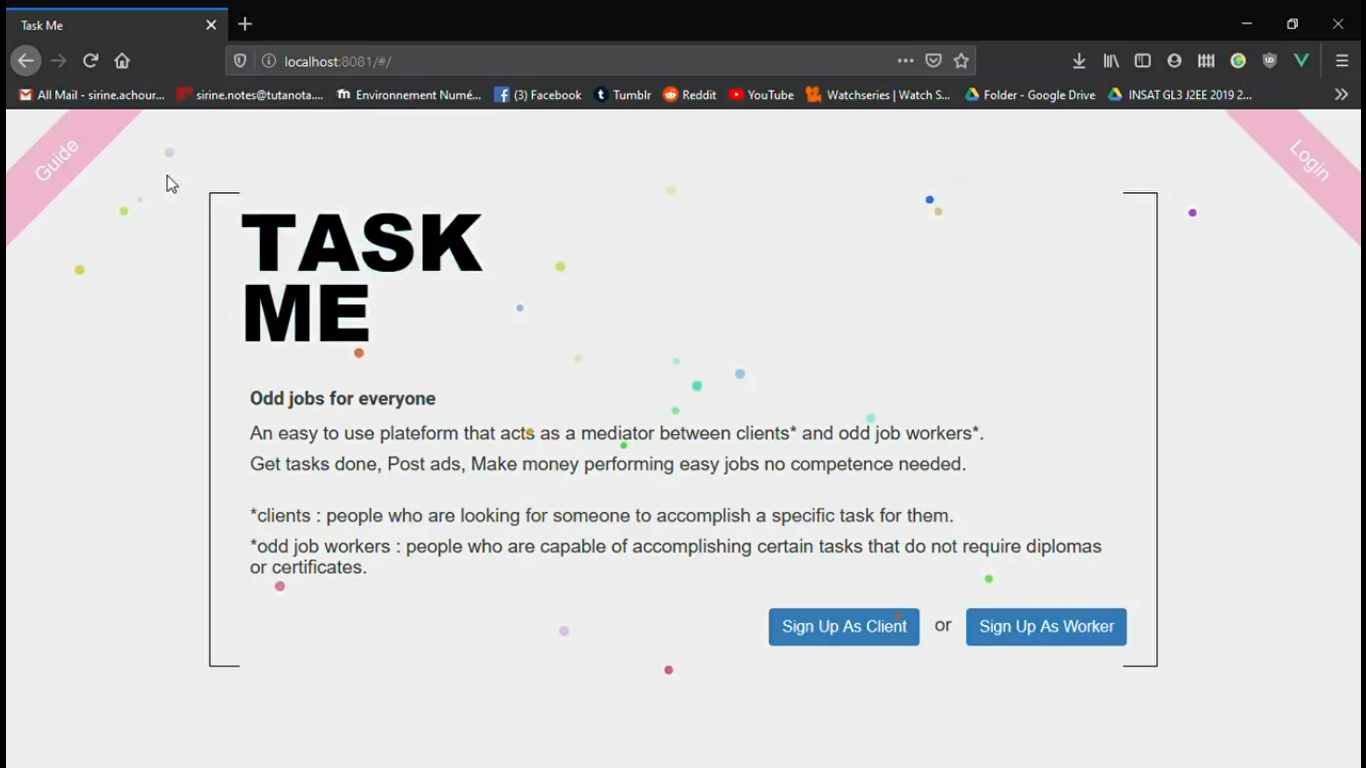 Task Me
localhost:8081/#/
All Mail - sirine.achour...
sirine.notes@tutanota....
Environnement Numé...
(3) Facebook
Tumblr
Reddit
YouTube
Watchseries | Watch S...
Folder - Google Drive
INSAT GL3 J2EE 2019 2...
Guide
Login
TASK
ME
Odd jobs for everyone
An easy to use plateform that acts as a mediator between clients* and odd job workers*.
Get tasks done, Post ads, Make money performing easy jobs no competence needed.
*clients : people who are looking for someone to accomplish a specific task for them.
*odd job workers : people who are capable of accomplishing certain tasks that do not require diplomas
or certificates.
Sign Up As Client
or
Sign Up As Worker